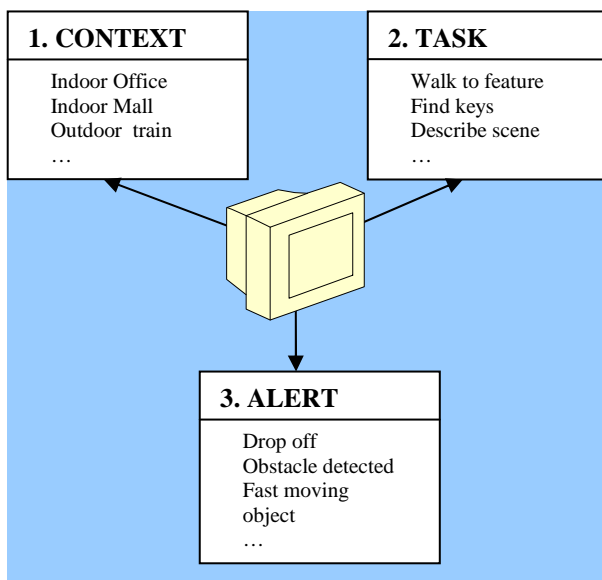 1. CONTEXT
Indoor Office
Indoor Mall
Outdoor train
…
2. TASK
Walk to feature
Find keys
Describe scene
…
3. ALERT
Drop off
Obstacle detected
Fast moving
object
…